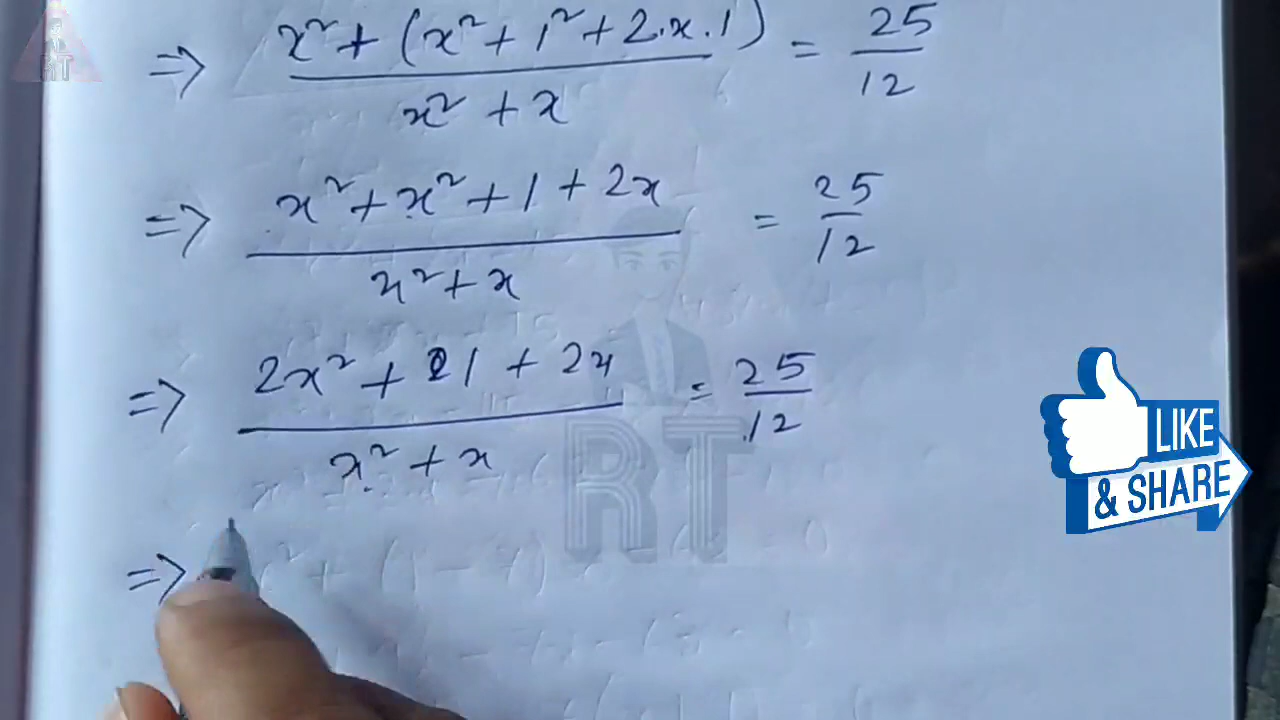 RT
⇒ x² + (x² + 1² + 2.x.1) / x² + x = 25/12
⇒ x² + x² + 1 + 2x / x² + x = 25/12
⇒ 2x² + 1 + 2x / x² + x = 25/12
RT
⇒
LIKE
& SHARE